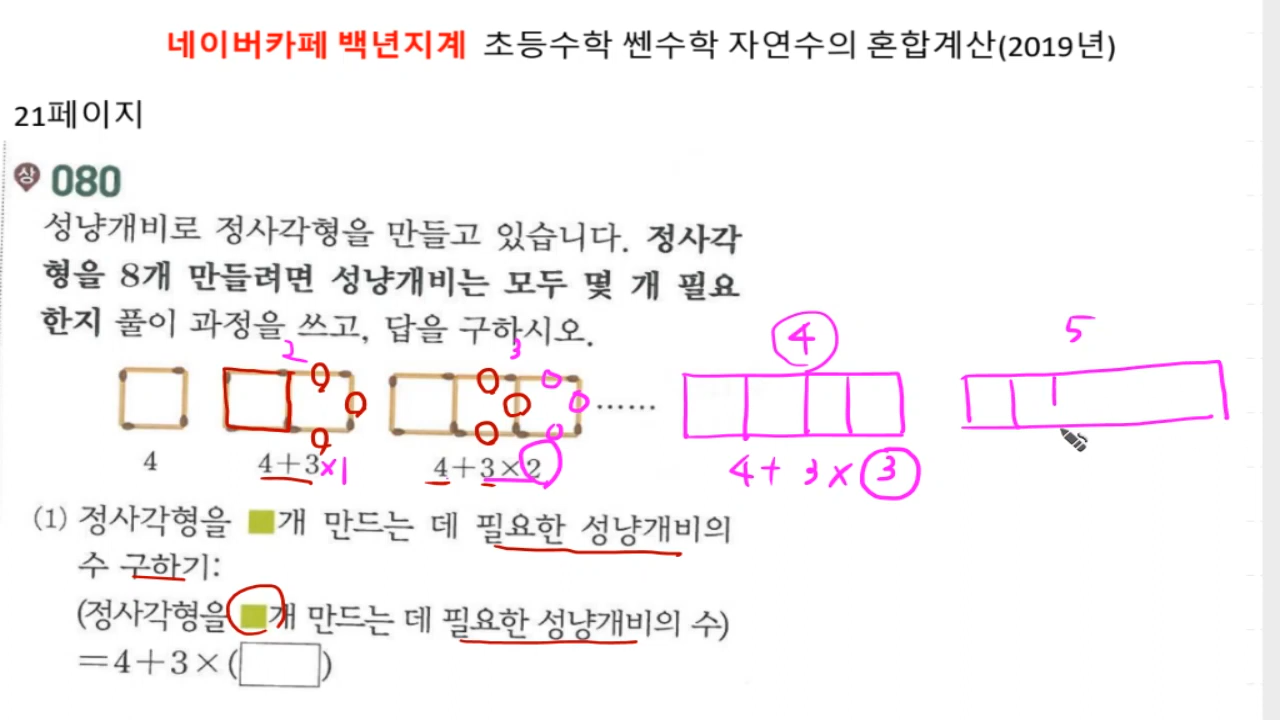 네이버카페 백년지계 초등수학 쎈수학 자연수의 혼합계산(2019년)
21페이지
상 080
성냥개비로 정사각형을 만들고 있습니다. 정사각
형을 8개 만들려면 성냥개비는 모두 몇 개 필요
한지 풀이 과정을 쓰고, 답을 구하시오.
2 3 4 5
……
4 4+3×1 4+3×2 4+3×3
(1) 정사각형을 ■개 만드는 데 필요한 성냥개비의
수 구하기:
(정사각형을 ■개 만드는 데 필요한 성냥개비의 수)
=4+3×( )